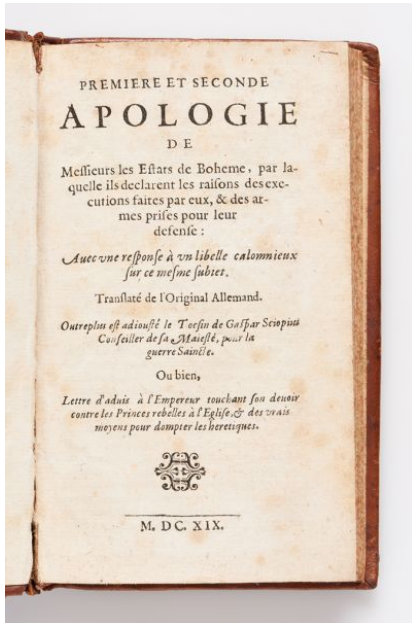 PREMIERE ET SECONDE
APOLOGIE
DE
Meſſieurs les Eſtats de Boheme, par la-
quelle ils declarent les raiſons des exe-
cutions faites par eux, & des ar-
mes priſes pour leur
defenſe :
Auec vne reſponſe à vn libelle calomnieux
ſur ce meſme ſubiet.
Tranſlaté de l'Original Allemand.
Outreplus eſt adiouſté le Tocſin de Gaſpar Sciopius
Conſeiller de ſa Maieſté, pour la
guerre Saincte.
Ou bien,
Lettre d'aduis à l'Empereur touchant ſon deuoir
contre les Princes rebelles à l'Egliſe, & des vrais
moyens pour dompter les heretiques.
M. DC. XIX.